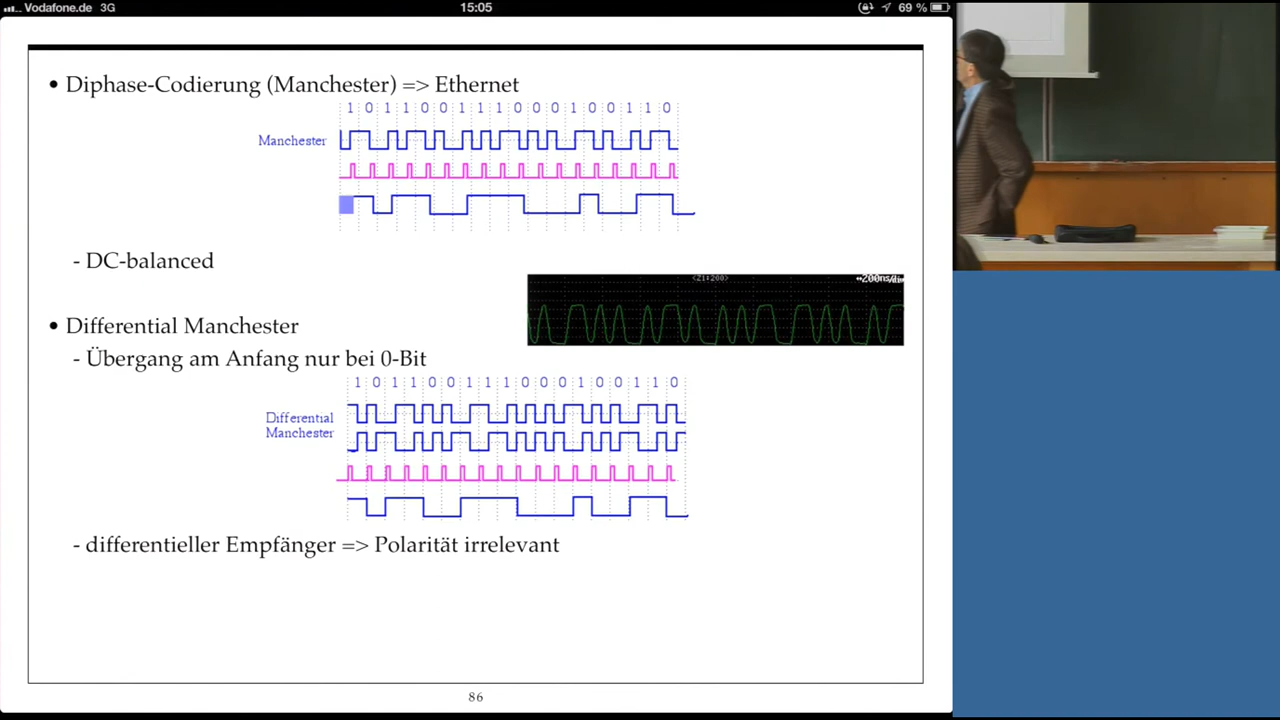 Vodafone.de 3G 15:05 69 %
• Diphase-Codierung (Manchester) => Ethernet
1 0 1 1 0 0 1 1 1 0 0 0 1 0 0 1 1 0
Manchester
- DC-balanced
<Z1:200> ↔200ns/div
• Differential Manchester
- Übergang am Anfang nur bei 0-Bit
1 0 1 1 0 0 1 1 1 0 0 0 1 0 0 1 1 0
Differential
Manchester
- differentieller Empfänger => Polarität irrelevant
86